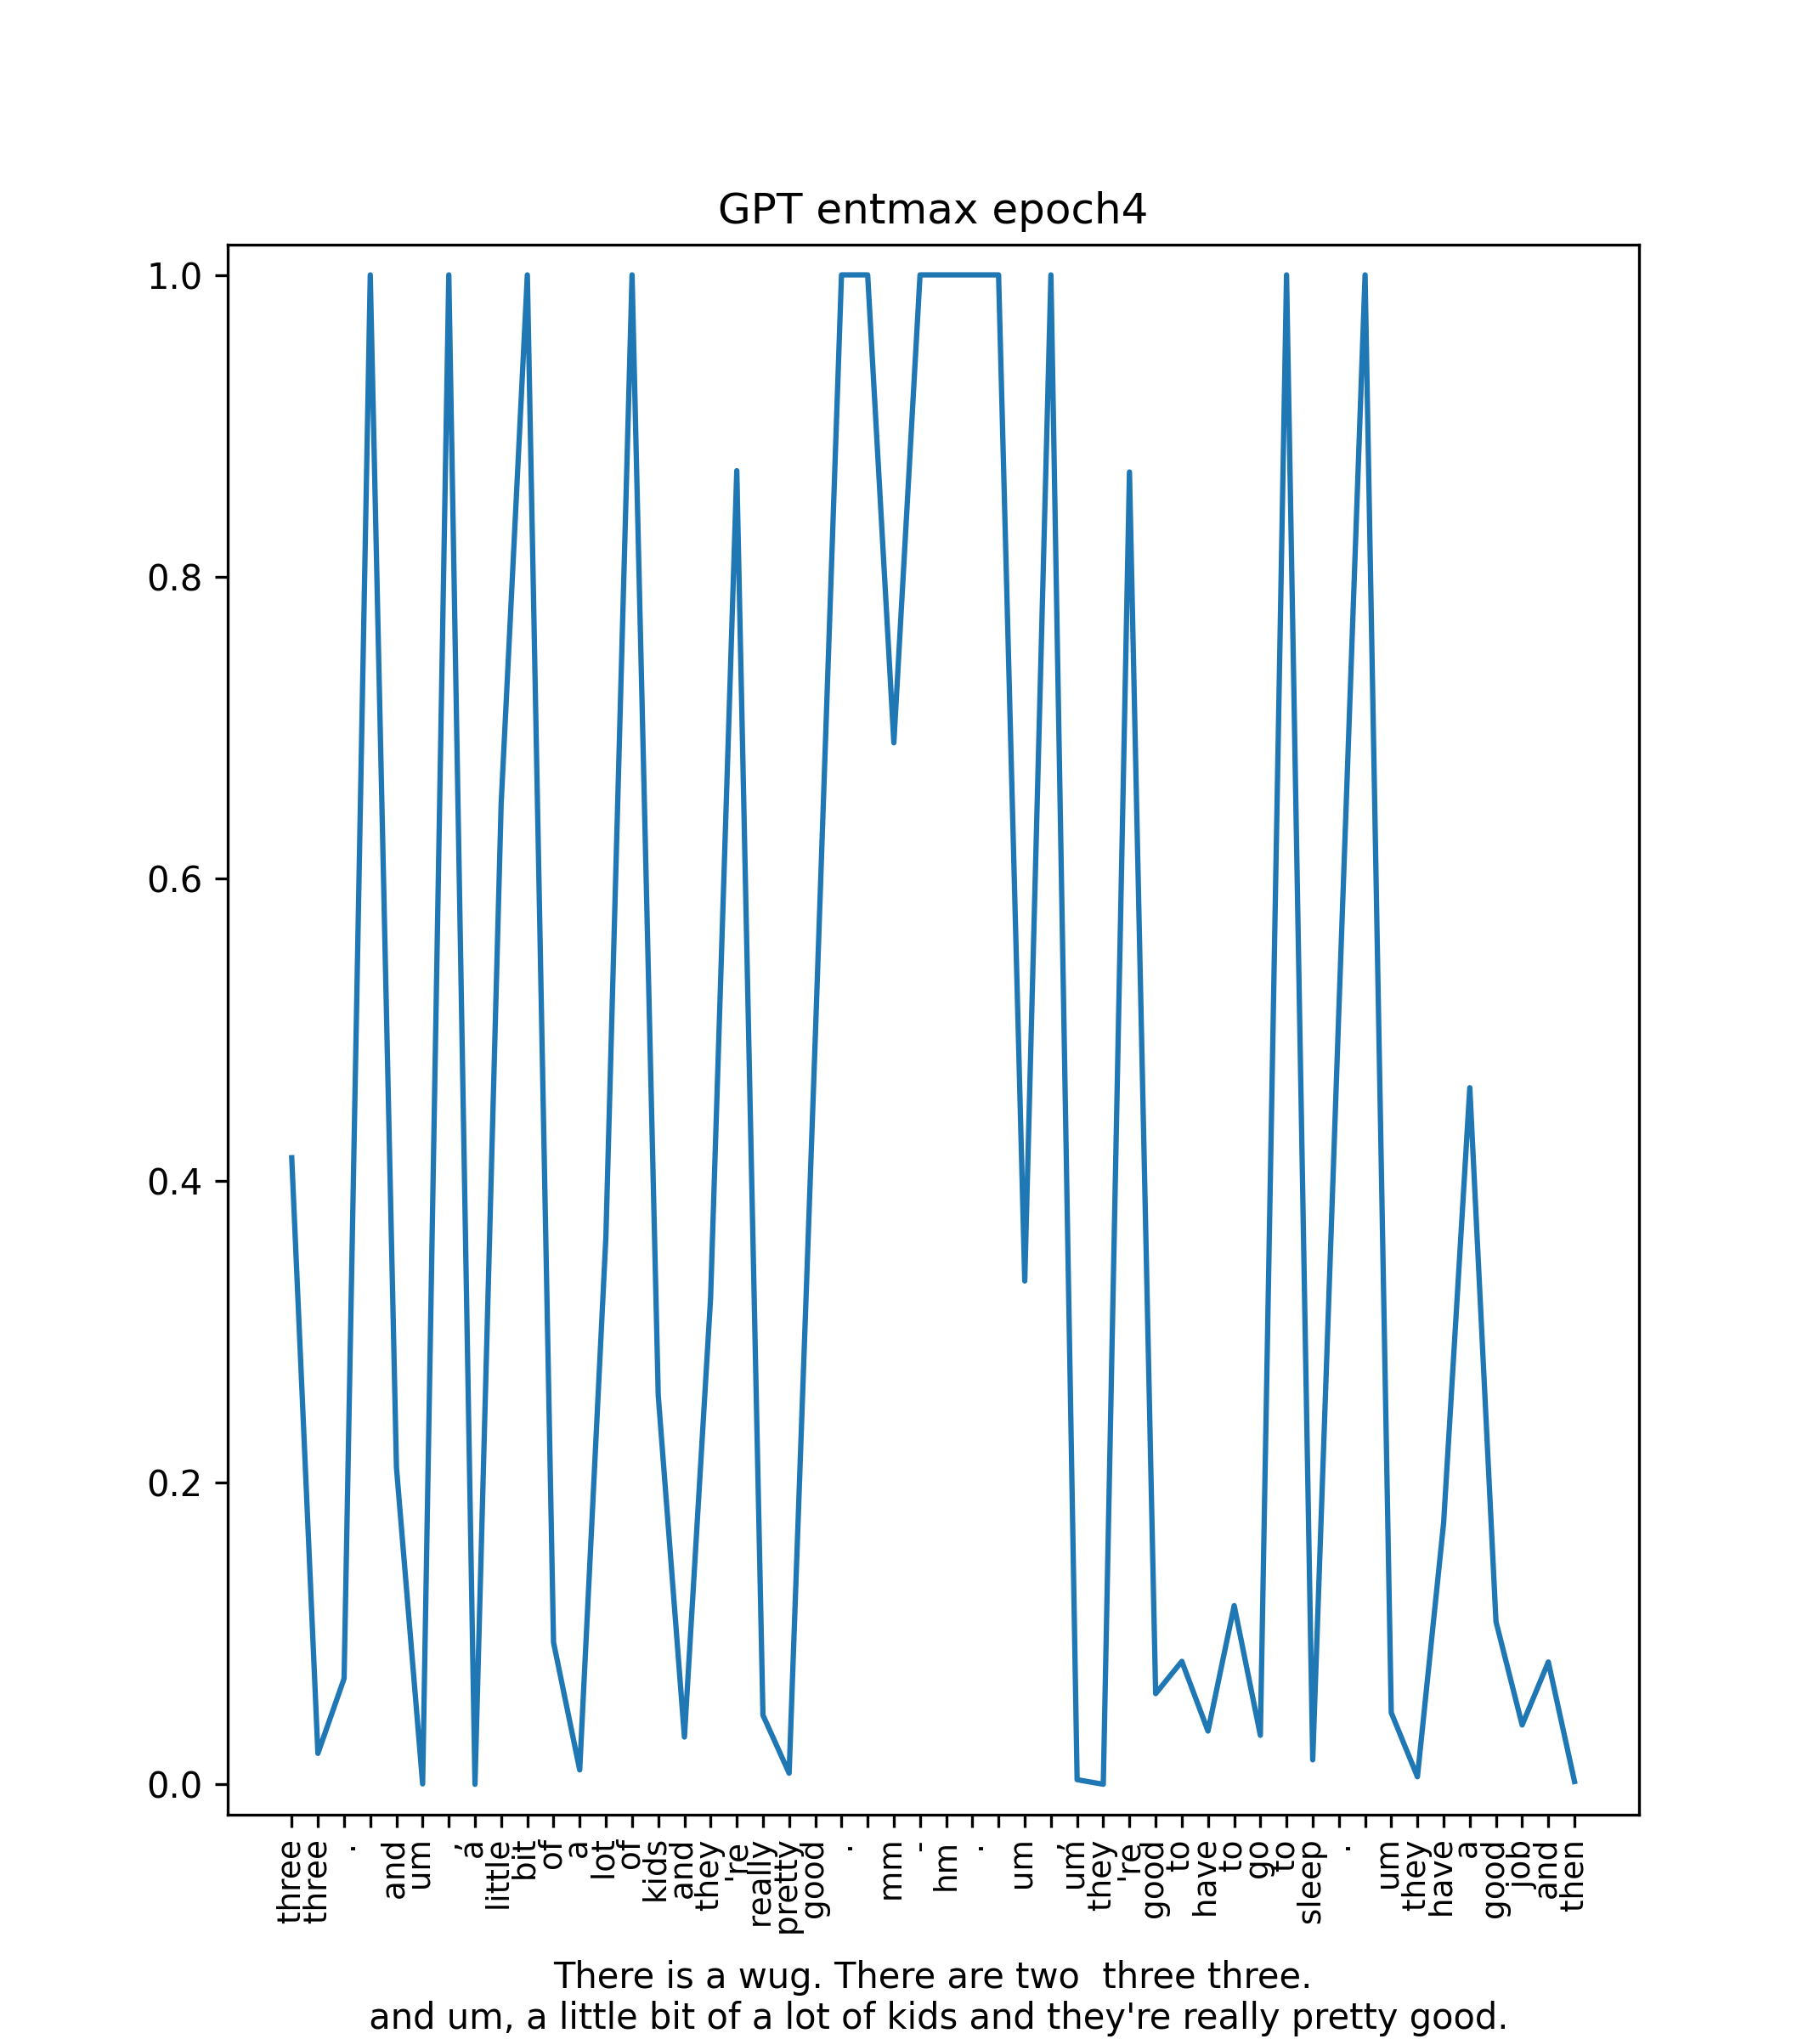 GPT entmax epoch4
1.0
0.8
0.6
0.4
0.2
0.0
three
three
.
and
um
,
a
little
bit
of
a
lot
of
kids
and
they
're
really
pretty
good
.
mm
-
hm
.
um
,
um
they
're
good
to
have
to
go
to
sleep
.
um
they
have
a
good
job
and
then
There is a wug. There are two  three three.
and um, a little bit of a lot of kids and they're really pretty good.